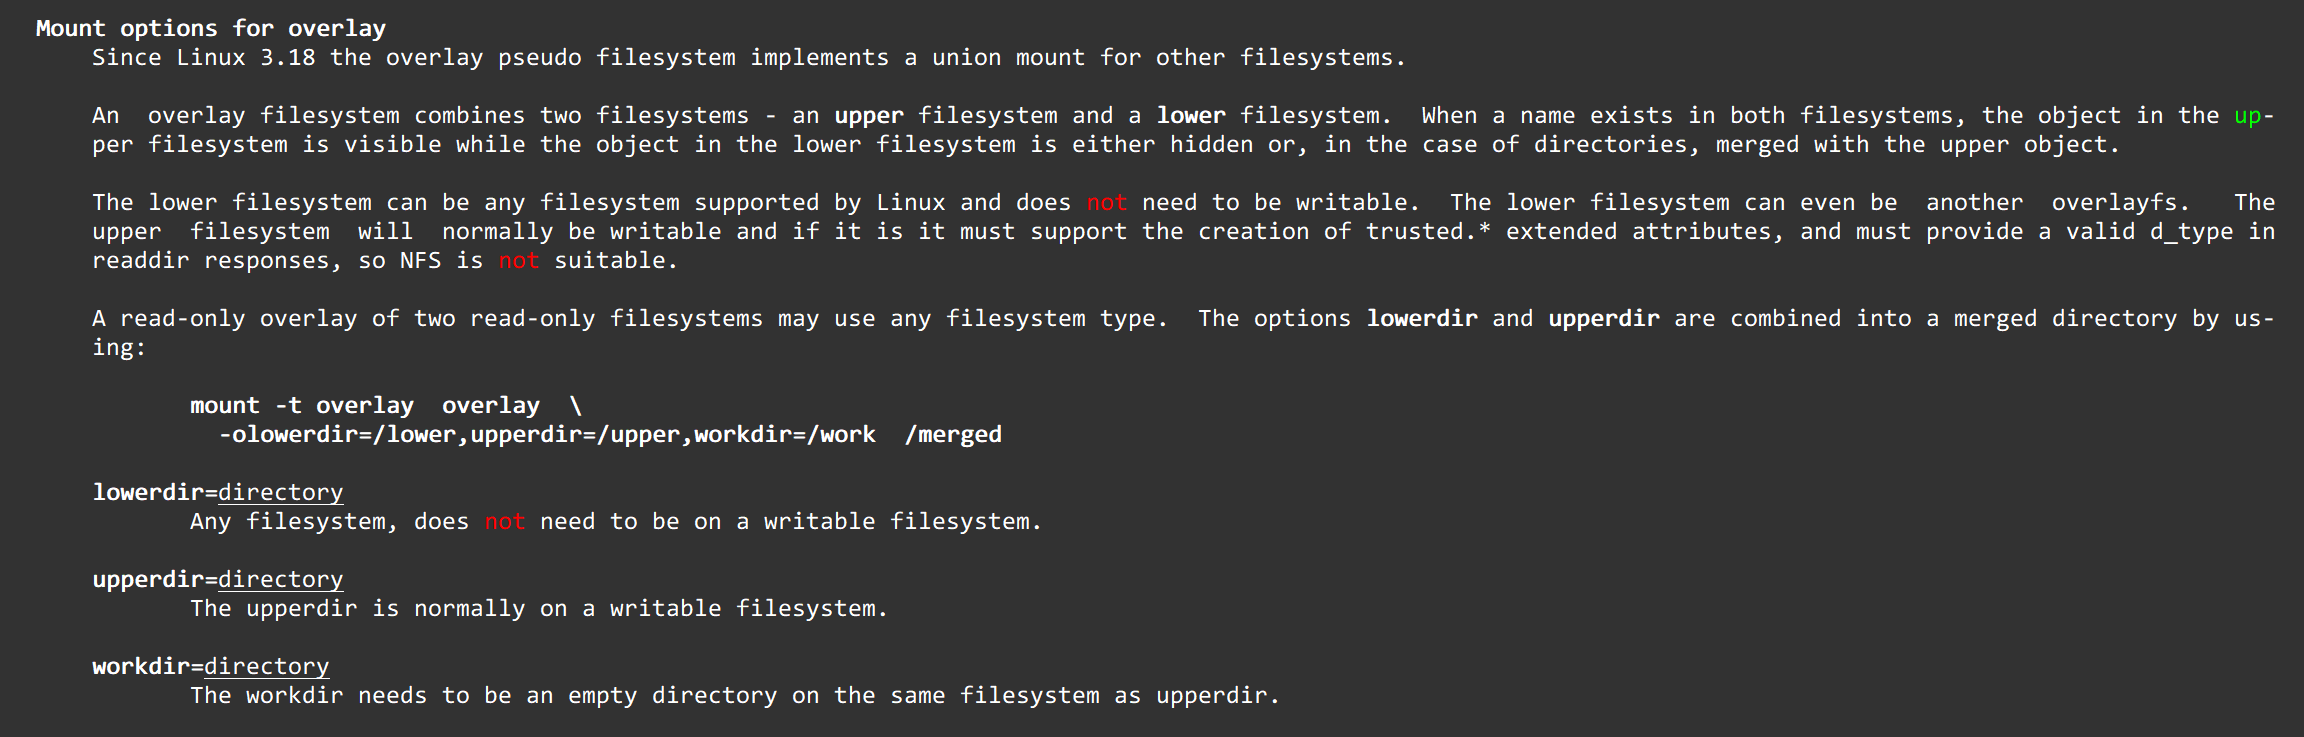 Mount options for overlay
Since Linux 3.18 the overlay pseudo filesystem implements a union mount for other filesystems.
An  overlay filesystem combines two filesystems - an upper filesystem and a lower filesystem.  When a name exists in both filesystems, the object in the up-
per filesystem is visible while the object in the lower filesystem is either hidden or, in the case of directories, merged with the upper object.
The lower filesystem can be any filesystem supported by Linux and does not need to be writable.  The lower filesystem can even be  another  overlayfs.   The
upper  filesystem  will  normally be writable and if it is it must support the creation of trusted.* extended attributes, and must provide a valid d_type in
readdir responses, so NFS is not suitable.
A read-only overlay of two read-only filesystems may use any filesystem type.  The options lowerdir and upperdir are combined into a merged directory by us-
ing:
mount -t overlay  overlay  \
-olowerdir=/lower,upperdir=/upper,workdir=/work  /merged
lowerdir=directory
Any filesystem, does not need to be on a writable filesystem.
upperdir=directory
The upperdir is normally on a writable filesystem.
workdir=directory
The workdir needs to be an empty directory on the same filesystem as upperdir.